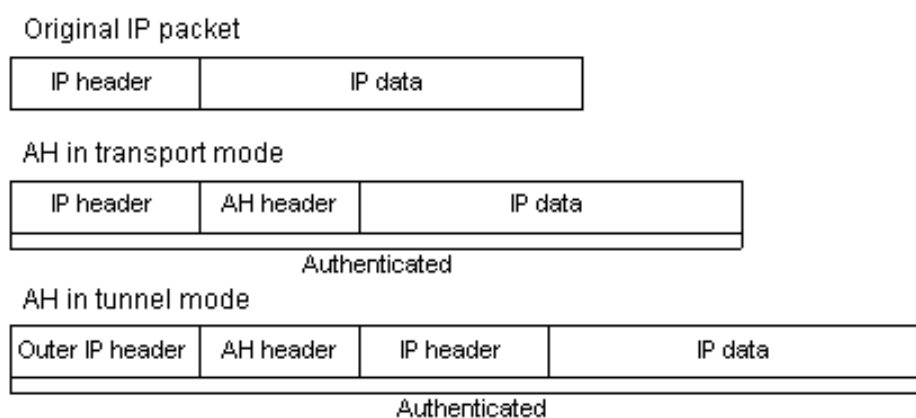 Original IP packet
IP header IP data
AH in transport mode
IP header AH header IP data
Authenticated
AH in tunnel mode
Outer IP header AH header IP header IP data
Authenticated